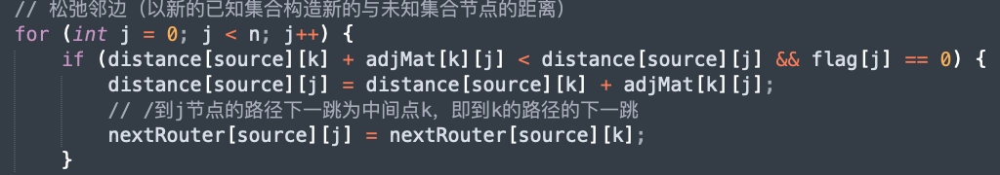 // 松弛邻边（以新的已知集合构造新的与未知集合节点的距离）
for (int j = 0; j < n; j++) {
    if (distance[source][k] + adjMat[k][j] < distance[source][j] && flag[j] == 0) {
        distance[source][j] = distance[source][k] + adjMat[k][j];
        // /到j节点的路径下一跳为中间点k，即到k的路径的下一跳
        nextRouter[source][j] = nextRouter[source][k];
    }